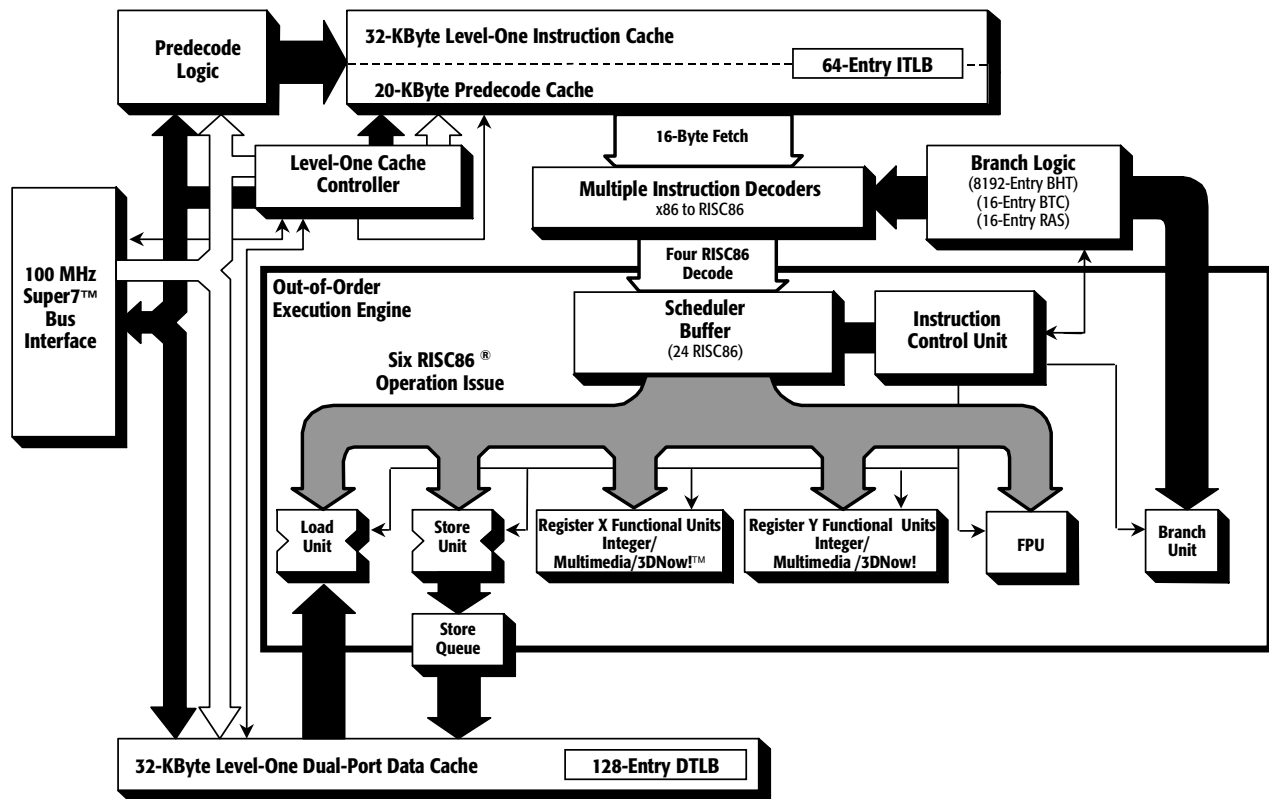 Predecode
Logic
32-KByte Level-One Instruction Cache
64-Entry ITLB
20-KByte Predecode Cache
16-Byte Fetch
Level-One Cache
Controller
Multiple Instruction Decoders
x86 to RISC86
Branch Logic
(8192-Entry BHT)
(16-Entry BTC)
(16-Entry RAS)
100 MHz
Super7™
Bus
Interface
Four RISC86
Decode
Out-of-Order
Execution Engine
Scheduler
Buffer
(24 RISC86)
Instruction
Control Unit
Six RISC86 ®
Operation Issue
Load
Unit
Store
Unit
Register X Functional Units
Integer/
Multimedia/3DNow!™
Register Y Functional Units
Integer/
Multimedia /3DNow!
FPU
Branch
Unit
Store
Queue
32-KByte Level-One Dual-Port Data Cache
128-Entry DTLB